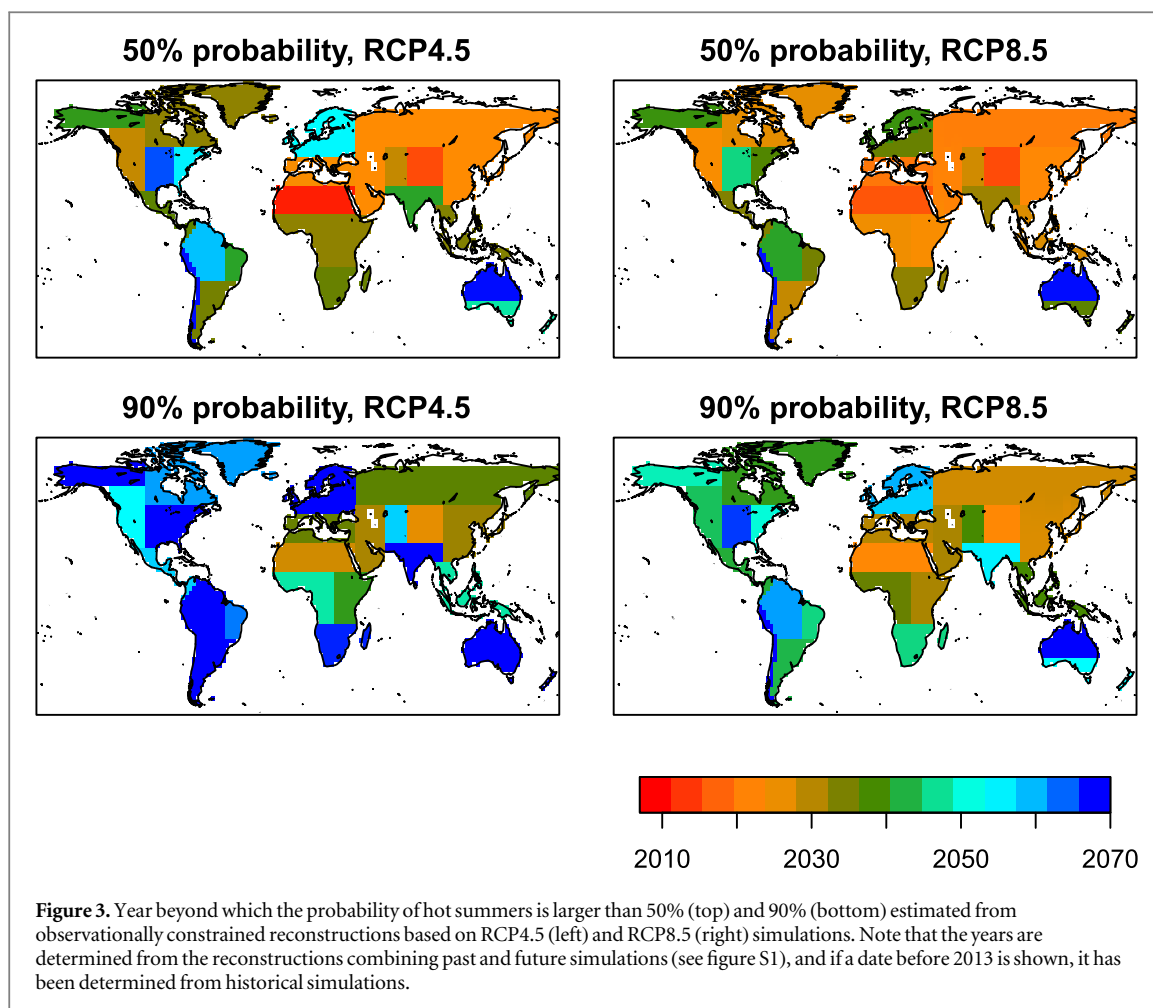 50% probability, RCP4.5
50% probability, RCP8.5
90% probability, RCP4.5
90% probability, RCP8.5
2010 2030 2050 2070
Figure 3. Year beyond which the probability of hot summers is larger than 50% (top) and 90% (bottom) estimated from
observationally constrained reconstructions based on RCP4.5 (left) and RCP8.5 (right) simulations. Note that the years are
determined from the reconstructions combining past and future simulations (see figure S1), and if a date before 2013 is shown, it has
been determined from historical simulations.